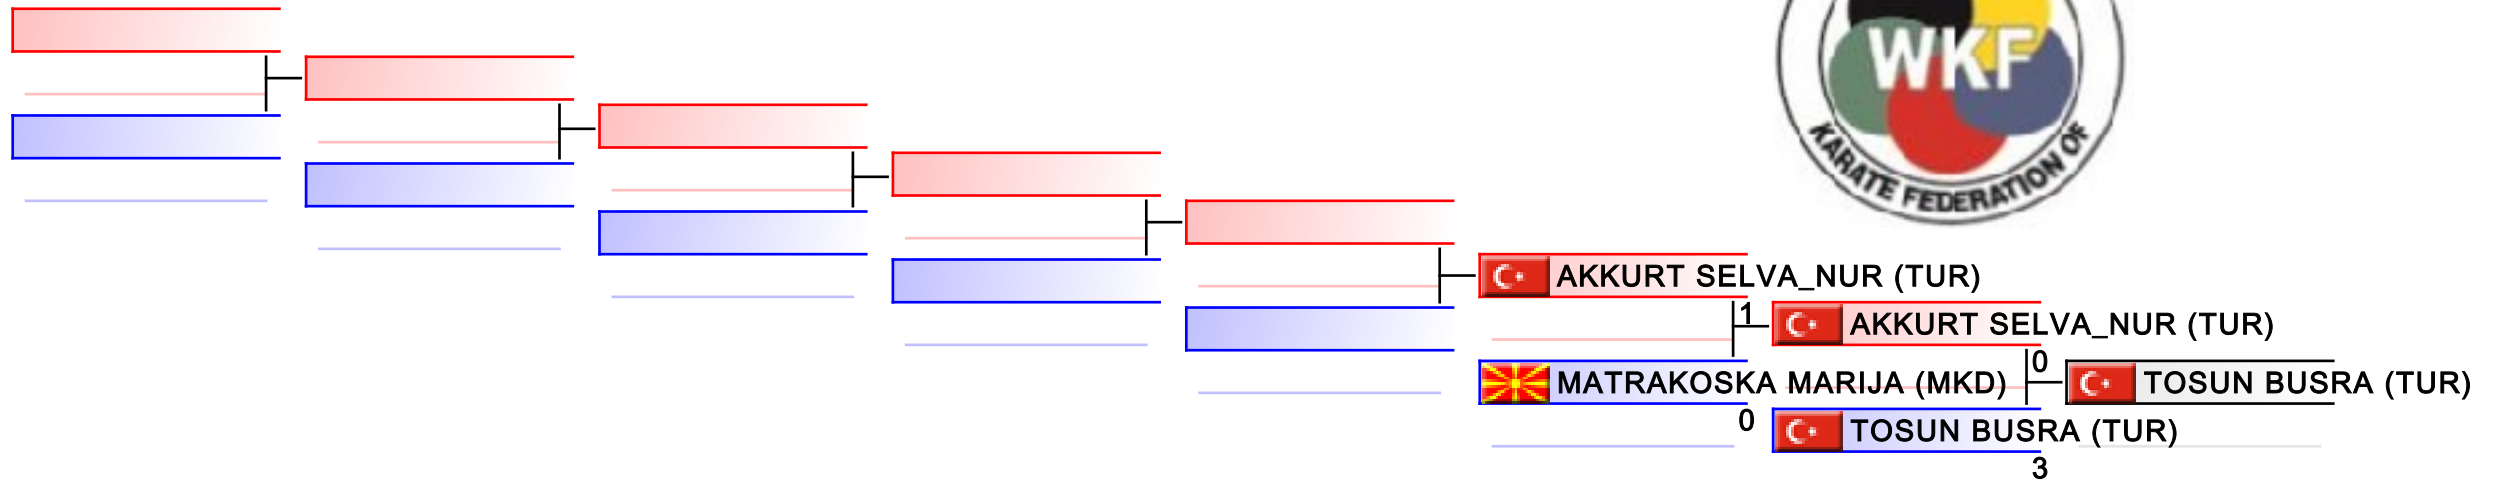 WKF
KARATE FEDERATION OF
AKKURT SELVA_NUR (TUR)
1
AKKURT SELVA_NUR (TUR)
0
MATRAKOSKA MARIJA (MKD)
TOSUN BUSRA (TUR)
0
TOSUN BUSRA (TUR)
3